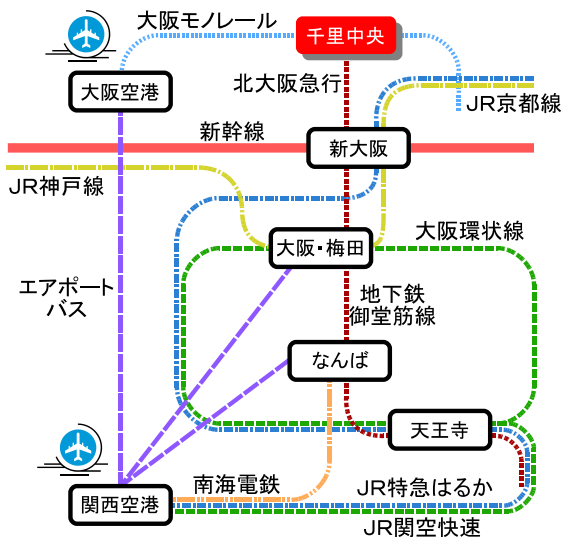 大阪モノレール
千里中央
大阪空港
北大阪急行
JR京都線
新幹線
新大阪
JR神戸線
大阪・梅田
大阪環状線
エアポート
バス
地下鉄
御堂筋線
なんば
天王寺
関西空港
南海電鉄
JR特急はるか
JR関空快速